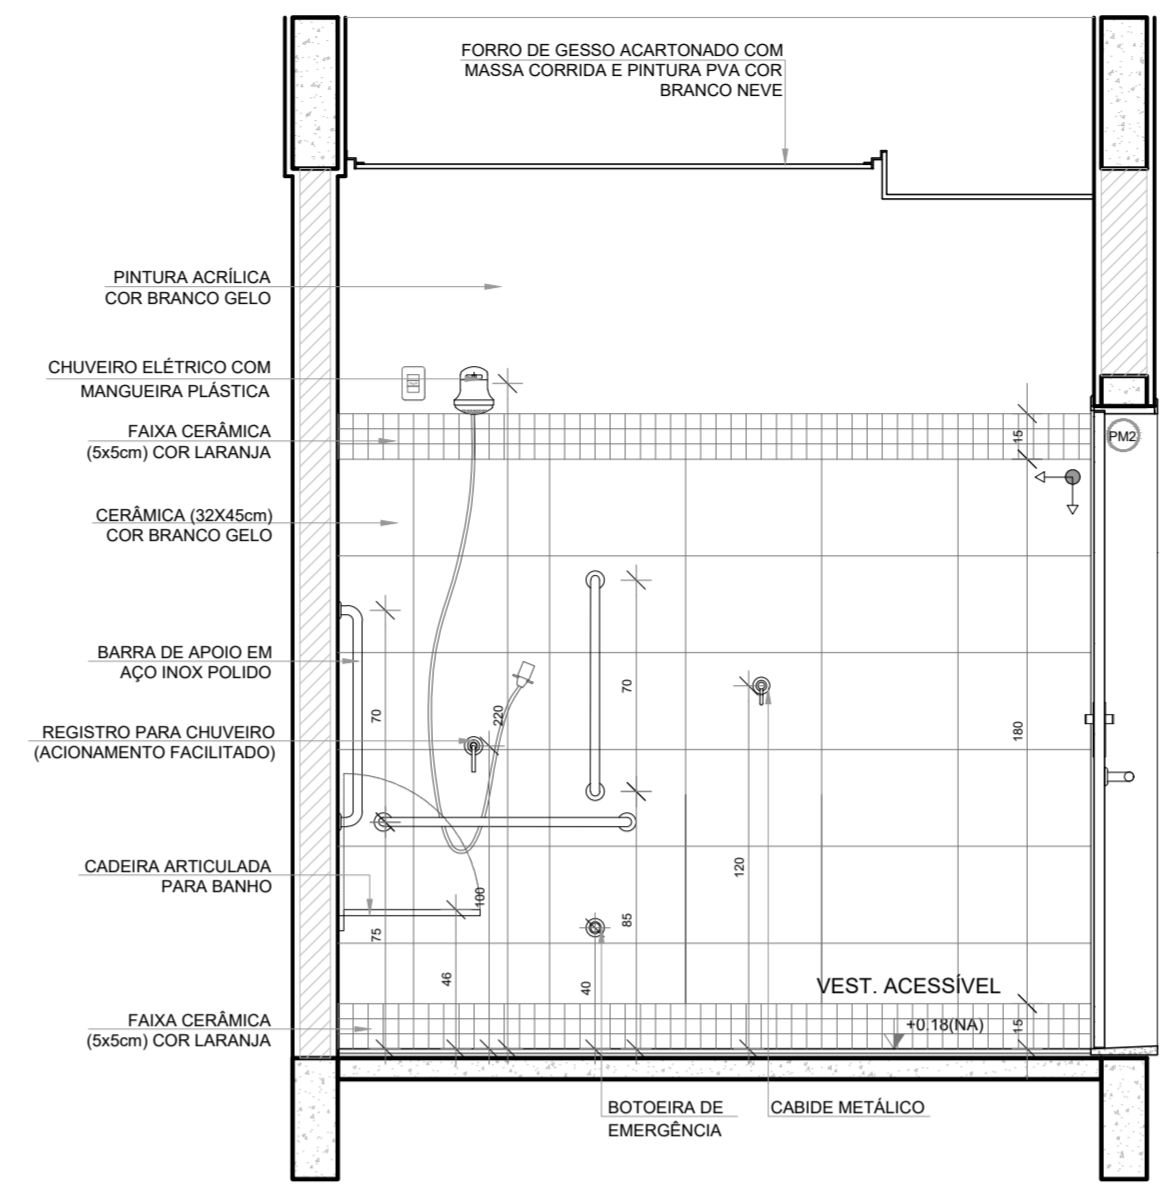 FORRO DE GESSO ACARTONADO COM
MASSA CORRIDA E PINTURA PVA COR
BRANCO NEVE
PINTURA ACRÍLICA
COR BRANCO GELO
CHUVEIRO ELÉTRICO COM
MANGUEIRA PLÁSTICA
FAIXA CERÂMICA
(5x5cm) COR LARANJA
15
PM2
CERÂMICA (32X45cm)
COR BRANCO GELO
BARRA DE APOIO EM
AÇO INOX POLIDO
70
70
220
180
REGISTRO PARA CHUVEIRO
(ACIONAMENTO FACILITADO)
CADEIRA ARTICULADA
PARA BANHO
120
100
85
75
46
40
VEST. ACESSÍVEL
FAIXA CERÂMICA
(5x5cm) COR LARANJA
+0.18(NA)
15
BOTOEIRA DE
EMERGÊNCIA
CABIDE METÁLICO